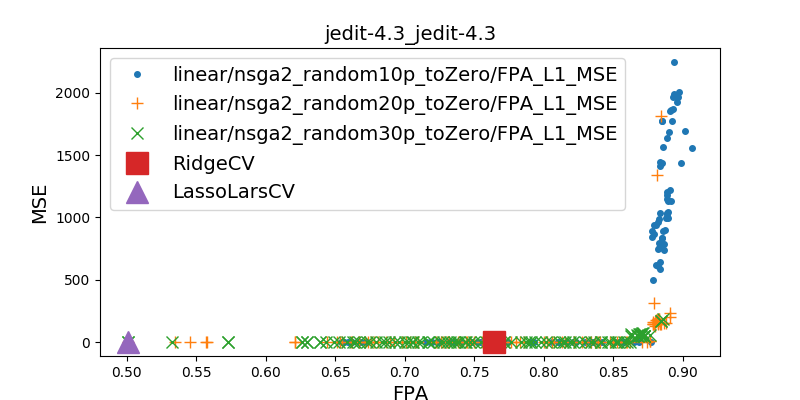 jedit-4.3_jedit-4.3
linear/nsga2_random10p_toZero/FPA_L1_MSE
linear/nsga2_random20p_toZero/FPA_L1_MSE
linear/nsga2_random30p_toZero/FPA_L1_MSE
RidgeCV
LassoLarsCV
MSE
2000
1500
1000
500
0
0.50 0.55 0.60 0.65 0.70 0.75 0.80 0.85 0.90
FPA